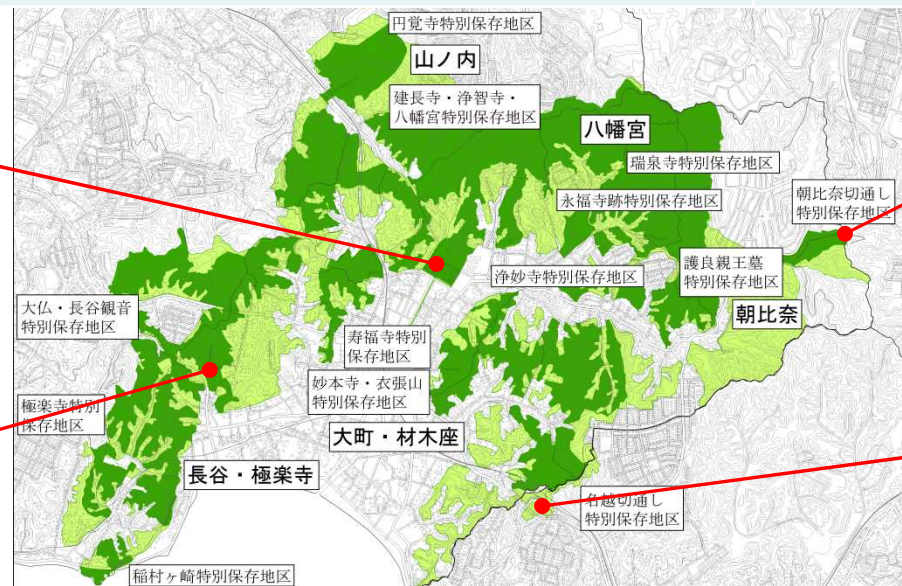 円覚寺特別保存地区
山ノ内
建長寺・浄智寺・
八幡宮特別保存地区
八幡宮
瑞泉寺特別保存地区
永福寺跡特別保存地区
朝比奈切通し
特別保存地区
浄妙寺特別保存地区
護良親王墓
特別保存地区
朝比奈
大仏・長谷観音
特別保存地区
寿福寺特別
保存地区
妙本寺・衣張山
特別保存地区
極楽寺特別
保存地区
大町・材木座
長谷・極楽寺
名越切通し
特別保存地区
稲村ヶ崎特別保存地区